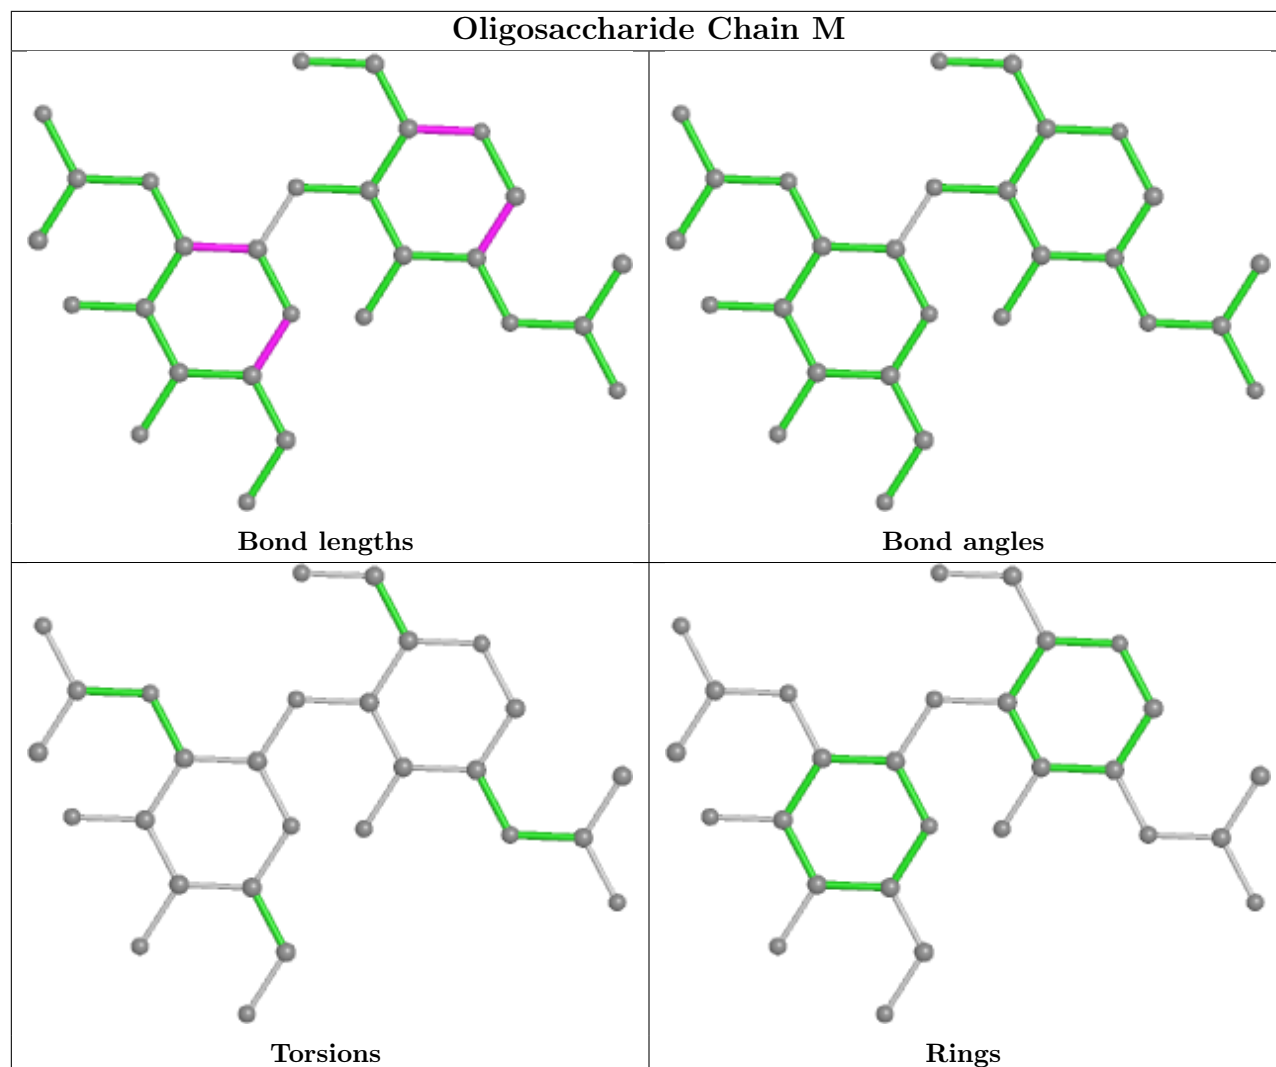 Oligosaccharide Chain M
Bond lengths
Bond angles
Torsions
Rings